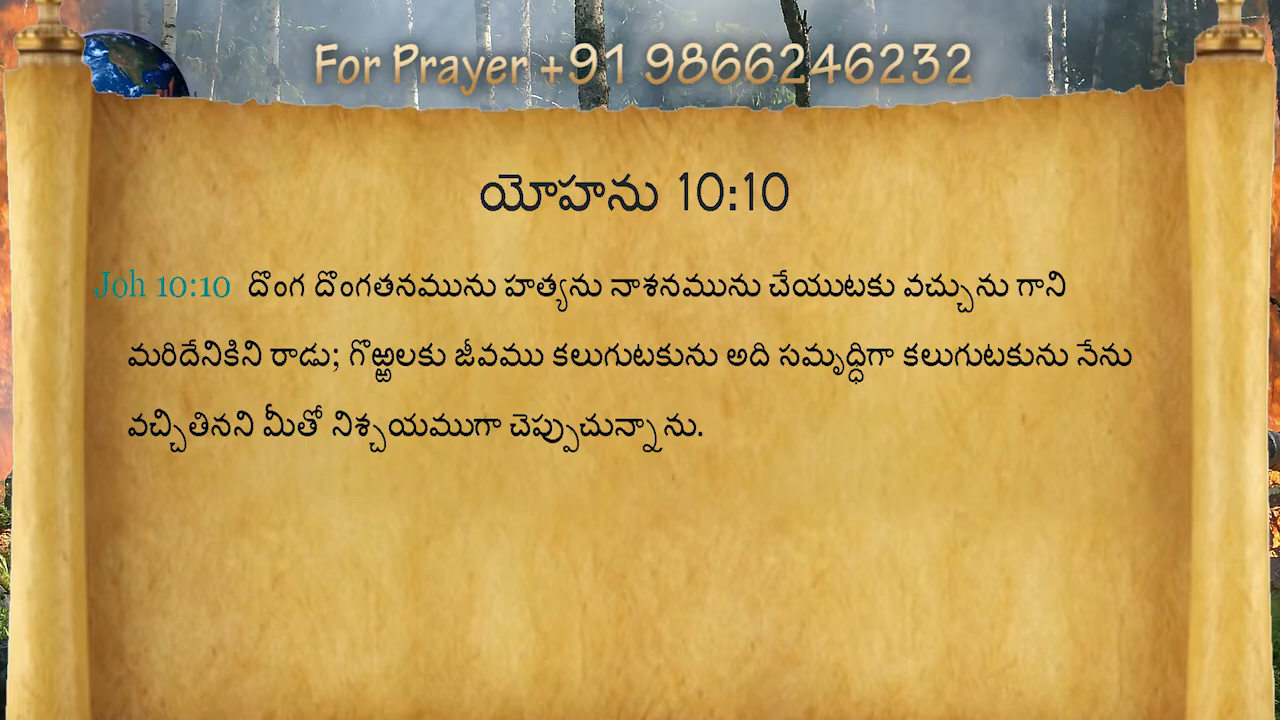 For Prayer +91 9866246232
యోహను 10:10
Joh 10:10 దొంగ దొంగతనమును హత్యను నాశనమును చేయుటకు వచ్చును గాని
మరిదేనికిని రాడు; గొఱ్ఱలకు జీవము కలుగుటకును అది సమృద్ధిగా కలుగుటకును నేను
వచ్చితినని మీతో నిశ్చయముగా చెప్పుచున్నాను.